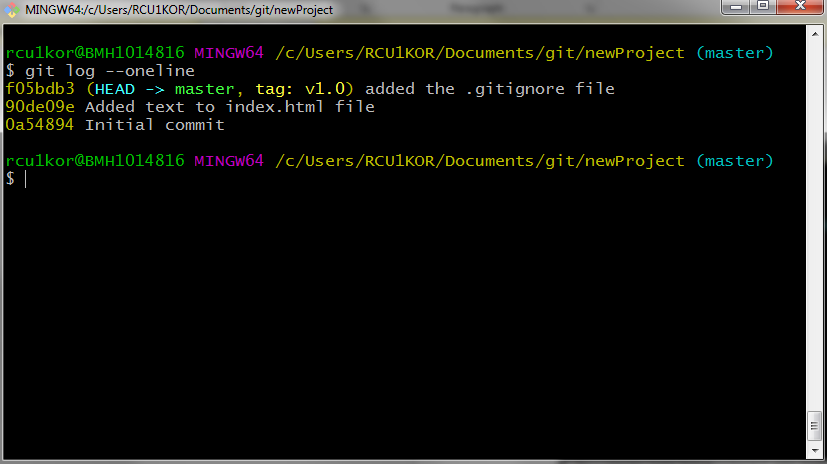 MINGW64:/c/Users/RCU1KOR/Documents/git/newProject
rcu1kor@BMH1014816 MINGW64 /c/Users/RCU1KOR/Documents/git/newProject (master)
$ git log --oneline
f05bdb3 (HEAD -> master, tag: v1.0) added the .gitignore file
90de09e Added text to index.html file
0a54894 Initial commit
rcu1kor@BMH1014816 MINGW64 /c/Users/RCU1KOR/Documents/git/newProject (master)
$